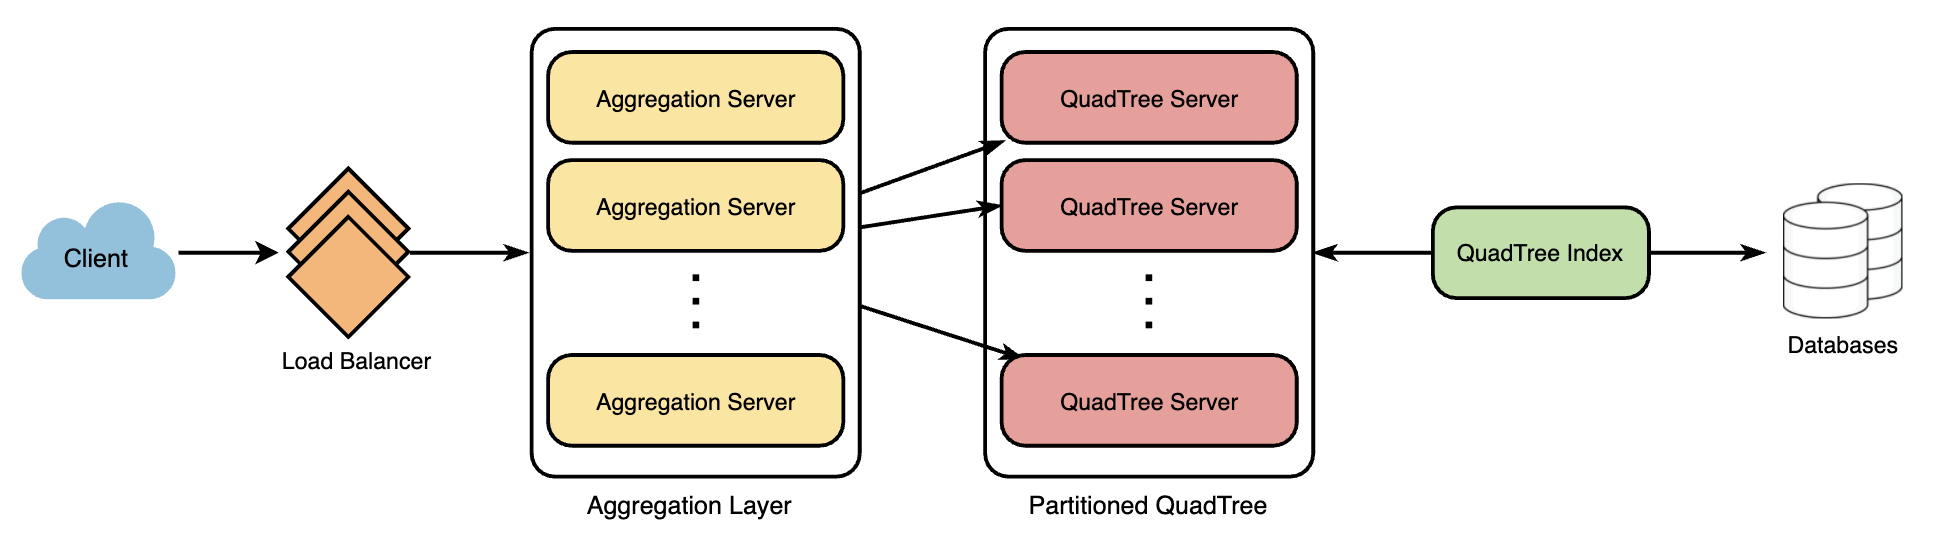 Client
Load Balancer
Aggregation Server
Aggregation Server
Aggregation Server
Aggregation Layer
QuadTree Server
QuadTree Server
QuadTree Server
Partitioned QuadTree
QuadTree Index
Databases